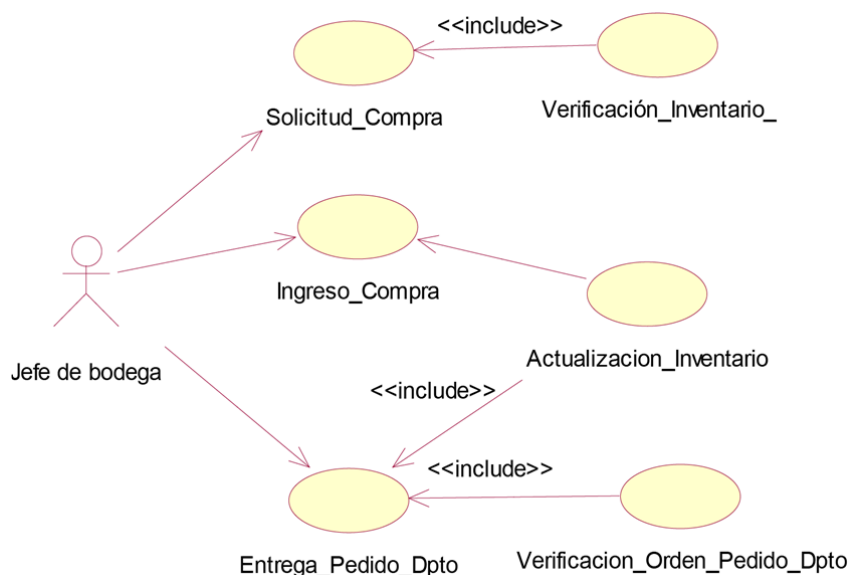 <<include>>
Solicitud_Compra
Verificación_Inventario_
Ingreso_Compra
Jefe de bodega
Actualizacion_Inventario
<<include>>
<<include>>
Entrega_Pedido_Dpto
Verificacion_Orden_Pedido_Dpto